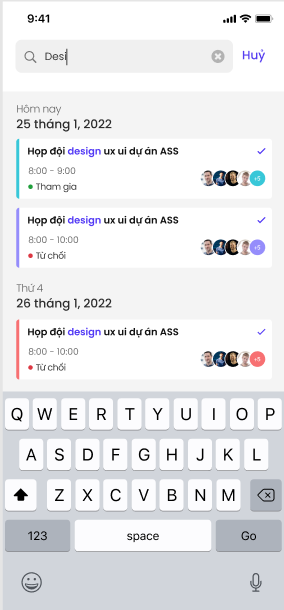 9:41
Desi
Huỷ
Hôm nay
25 tháng 1, 2022
Họp đội design ux ui dự án ASS
8:00 - 9:00
Tham gia
+5
Họp đội design ux ui dự án ASS
8:00 - 10:00
Từ chối
+5
Thứ 4
26 tháng 1, 2022
Họp đội design ux ui dự án ASS
8:00 - 10:00
Từ chối
+5
Q W E R T Y U I O P
A S D F G H J K L
Z X C V B N M
123 space Go